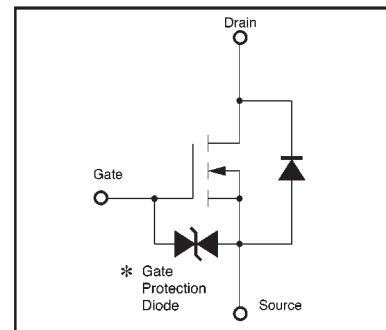 Drain
Gate
* Gate
Protection
Diode
Source